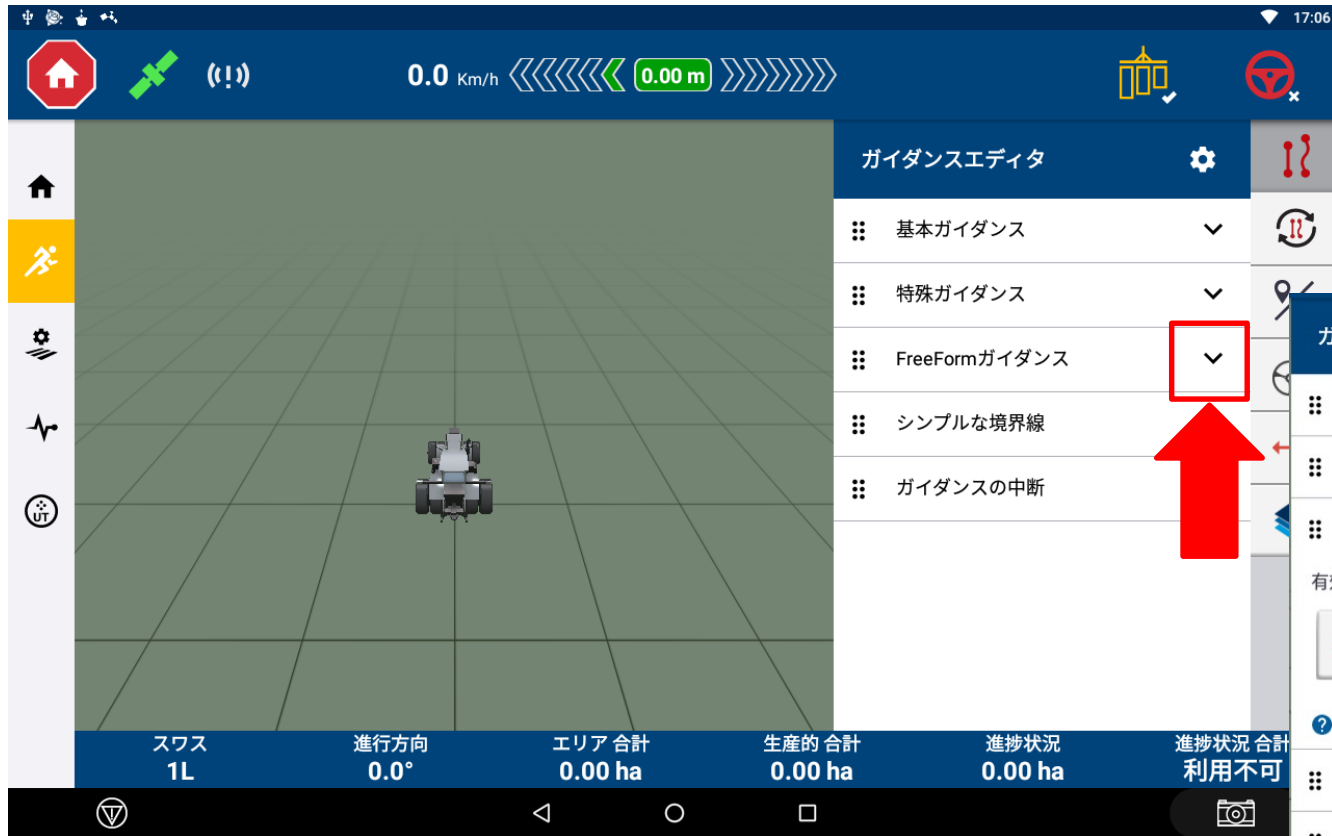 17:06
0.0 Km/h
0.00 m
ガイダンスエディタ
基本ガイダンス
特殊ガイダンス
FreeFormガイダンス
シンプルな境界線
ガイダンスの中断
UT
スワス
1L
進行方向
0.0°
エリア 合計
0.00 ha
生産的 合計
0.00 ha
進捗状況
0.00 ha
進捗状況 合計
利用不可